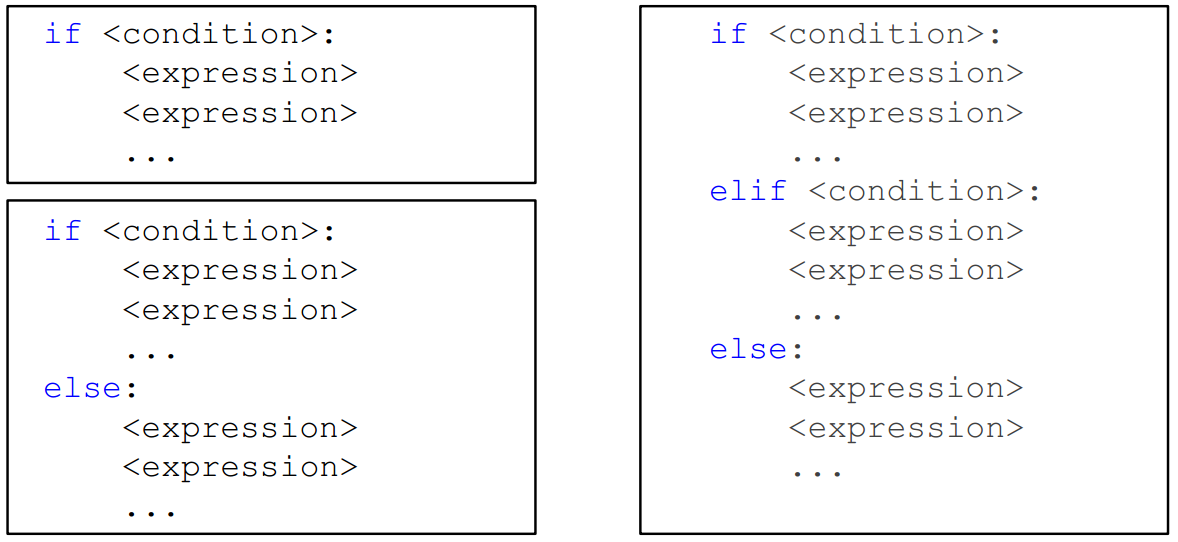 if <condition>:
    <expression>
    <expression>
    ...
if <condition>:
    <expression>
    <expression>
    ...
else:
    <expression>
    <expression>
    ...
if <condition>:
    <expression>
    <expression>
    ...
elif <condition>:
    <expression>
    <expression>
    ...
else:
    <expression>
    <expression>
    ...